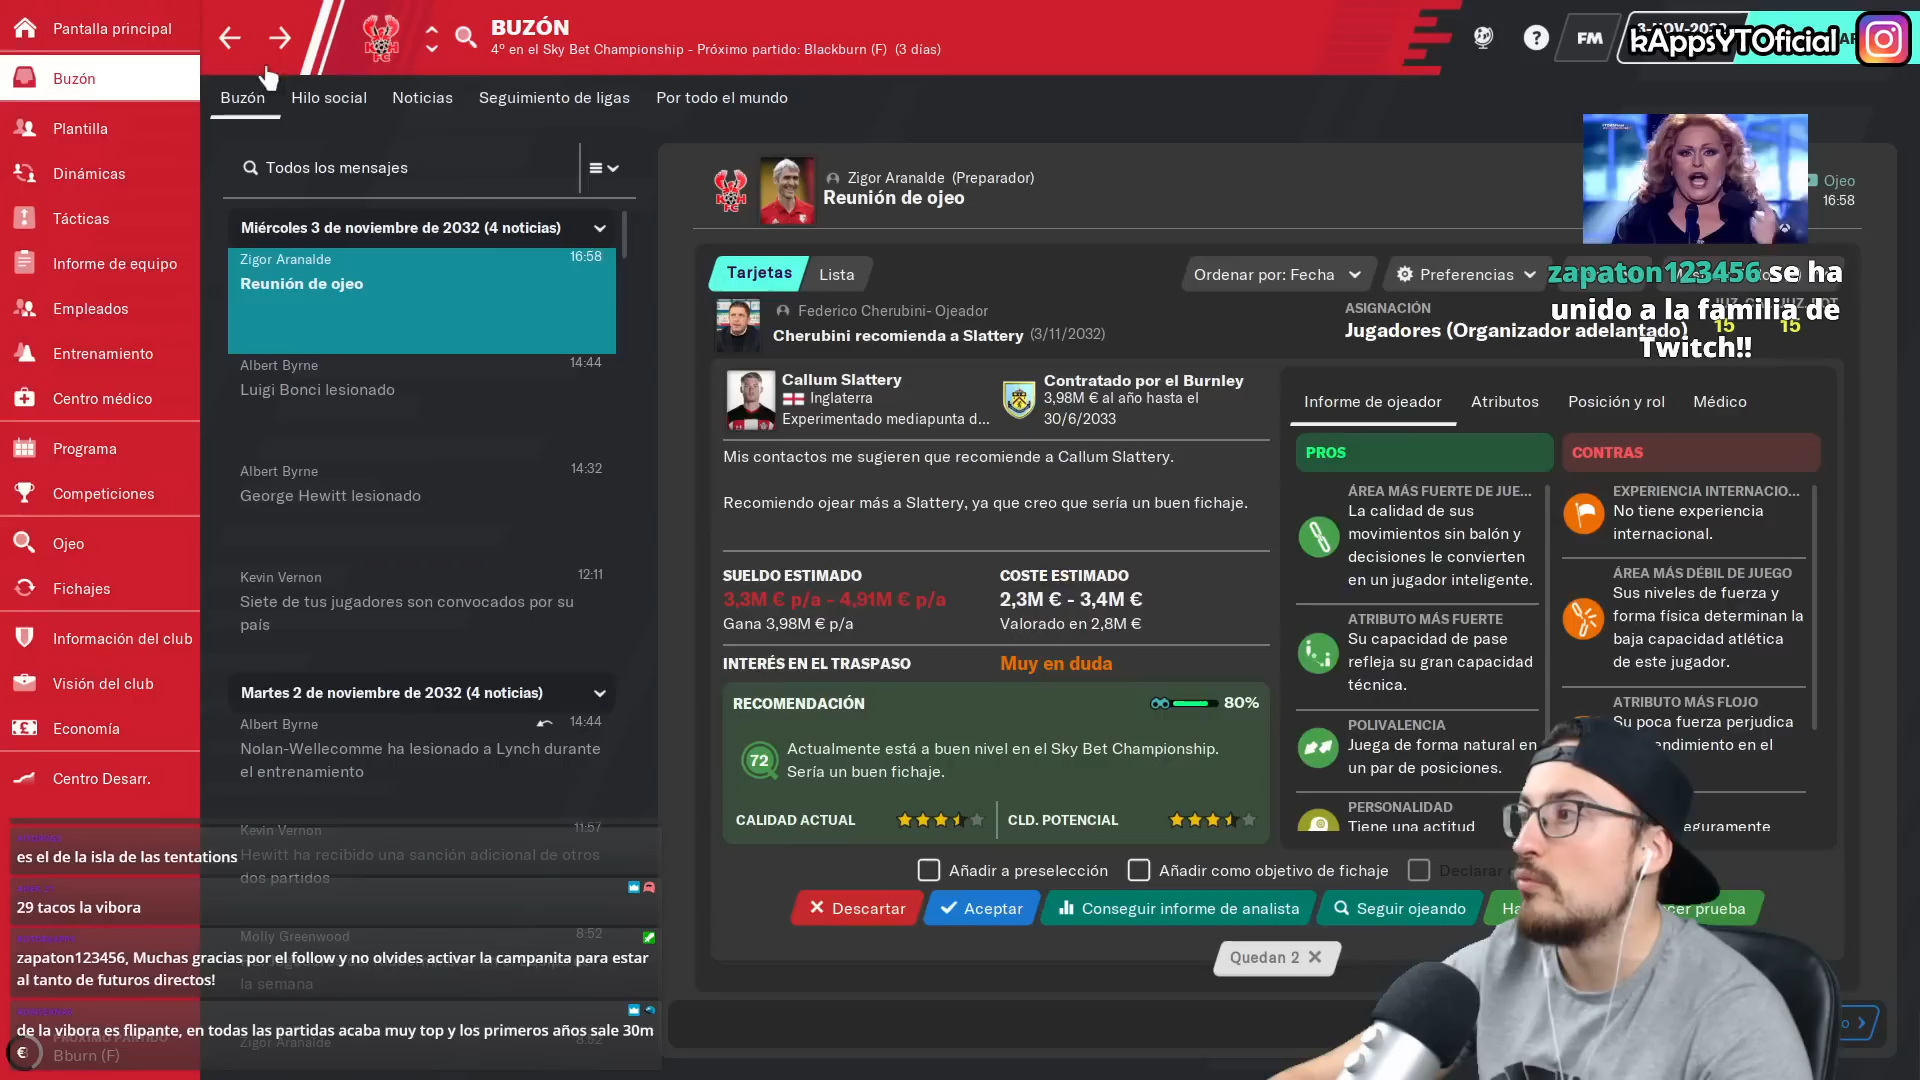 Pantalla principal
Buzón
Plantilla
Dinámicas
Tácticas
Informe de equipo
Empleados
Entrenamiento
Centro médico
Programa
Competiciones
Ojeo
Fichajes
Información del club
Visión del club
Economía
Centro Desarr.
PRÓXIMO PARTIDO
Bburn (F)
BUZÓN
4º en el Sky Bet Championship - Próximo partido: Blackburn (F) (3 días)
FM
3-NOV-2032
kAppsYTOficial
Buzón
Hilo social
Noticias
Seguimiento de ligas
Por todo el mundo
Todos los mensajes
Miércoles 3 de noviembre de 2032 (4 noticias)
Zigor Aranalde
16:58
Reunión de ojeo
Albert Byrne
14:44
Luigi Bonci lesionado
Albert Byrne
14:32
George Hewitt lesionado
Kevin Vernon
12:11
Siete de tus jugadores son convocados por su
país
Martes 2 de noviembre de 2032 (4 noticias)
Albert Byrne
14:44
Nolan-Wellecomme ha lesionado a Lynch durante
el entrenamiento
Kevin Vernon
11:57
Hewitt ha recibido una sanción adicional de otros
dos partidos
Molly Greenwood
8:52
la semana
Zigor Aranalde
8:52
es el de la isla de las tentations
29 tacos la vibora
zapaton123456, Muchas gracias por el follow y no olvides activar la campanita para estar
al tanto de futuros directos!
de la vibora es flipante, en todas las partidas acaba muy top y los primeros años sale 30m
Zigor Aranalde (Preparador)
Reunión de ojeo
Ojeo
16:58
Tarjetas
Lista
Ordenar por: Fecha
Preferencias
zapaton123456 se ha
unido a la familia de
Twitch!!
Federico Cherubini- Ojeador
Cherubini recomienda a Slattery (3/11/2032)
ASIGNACIÓN
Jugadores (Organizador adelantado)
15
15
Callum Slattery
Inglaterra
Experimentado mediapunta d...
Contratado por el Burnley
3,98M € al año hasta el
30/6/2033
Mis contactos me sugieren que recomiende a Callum Slattery.
Recomiendo ojear más a Slattery, ya que creo que sería un buen fichaje.
SUELDO ESTIMADO
3,3M € p/a - 4,91M € p/a
Gana 3,98M € p/a
COSTE ESTIMADO
2,3M € - 3,4M €
Valorado en 2,8M €
INTERÉS EN EL TRASPASO
Muy en duda
RECOMENDACIÓN
80%
72
Actualmente está a buen nivel en el Sky Bet Championship.
Sería un buen fichaje.
CALIDAD ACTUAL
CLD. POTENCIAL
Informe de ojeador
Atributos
Posición y rol
Médico
PROS
ÁREA MÁS FUERTE DE JUE...
La calidad de sus
movimientos sin balón y
decisiones le convierten
en un jugador inteligente.
ATRIBUTO MÁS FUERTE
Su capacidad de pase
refleja su gran capacidad
técnica.
POLIVALENCIA
Juega de forma natural en
un par de posiciones.
PERSONALIDAD
Tiene una actitud
CONTRAS
EXPERIENCIA INTERNACIO...
No tiene experiencia
internacional.
ÁREA MÁS DÉBIL DE JUEGO
Sus niveles de fuerza y
forma física determinan la
baja capacidad atlética
de este jugador.
ATRIBUTO MÁS FLOJO
Su poca fuerza perjudica
endimiento en el
eguramente
Añadir a preselección
Añadir como objetivo de fichaje
Declarar
Descartar
Aceptar
Conseguir informe de analista
Seguir ojeando
Ha
cer prueba
Quedan 2